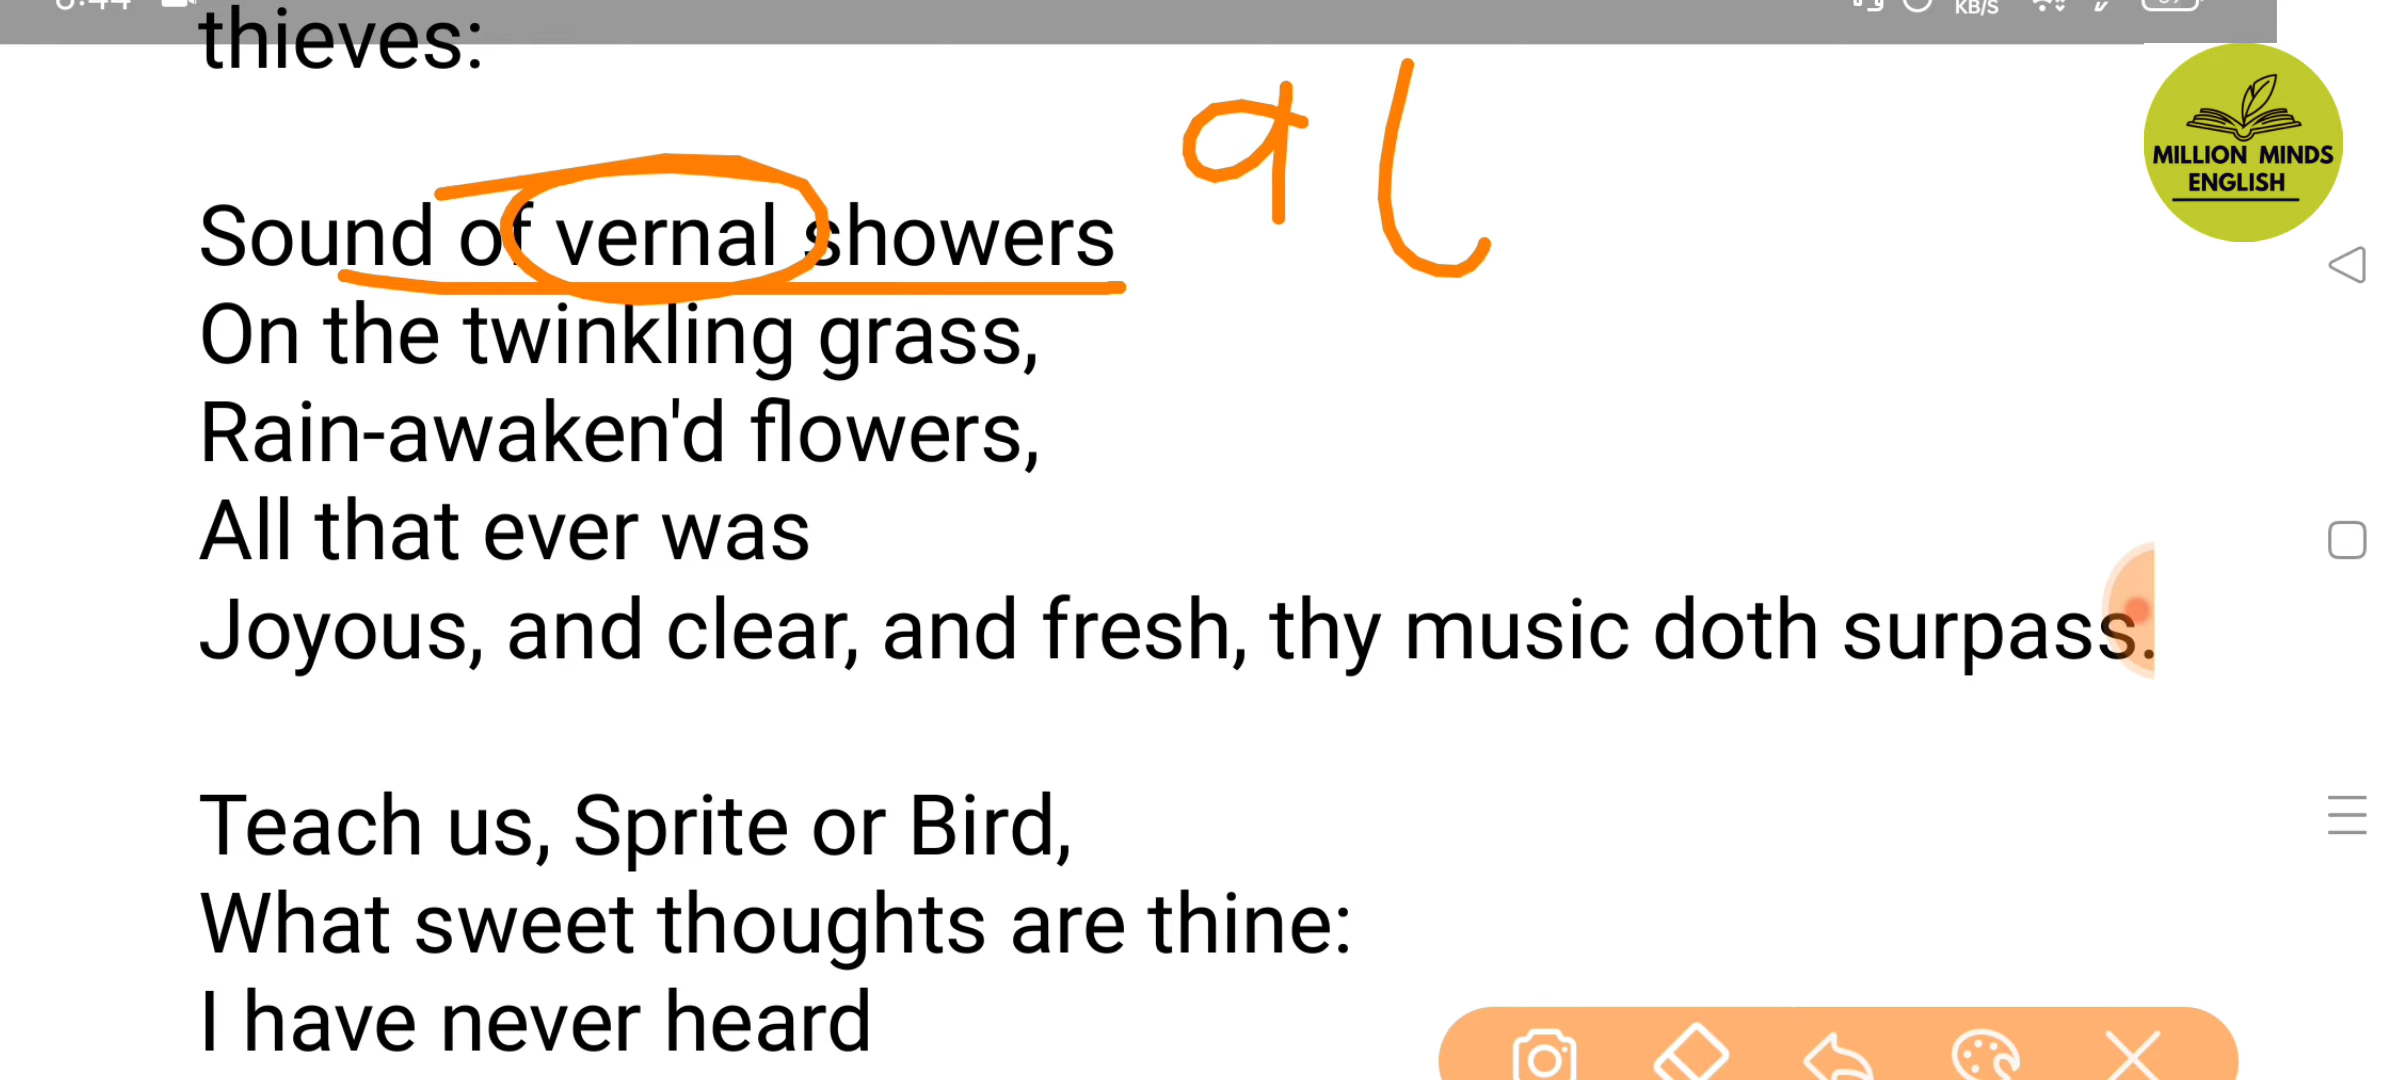 thieves:
KB/S
MILLION MINDS
ENGLISH
al
Sound of vernal showers
On the twinkling grass,
Rain-awaken'd flowers,
All that ever was
Joyous, and clear, and fresh, thy music doth surpass.
Teach us, Sprite or Bird,
What sweet thoughts are thine:
I have never heard